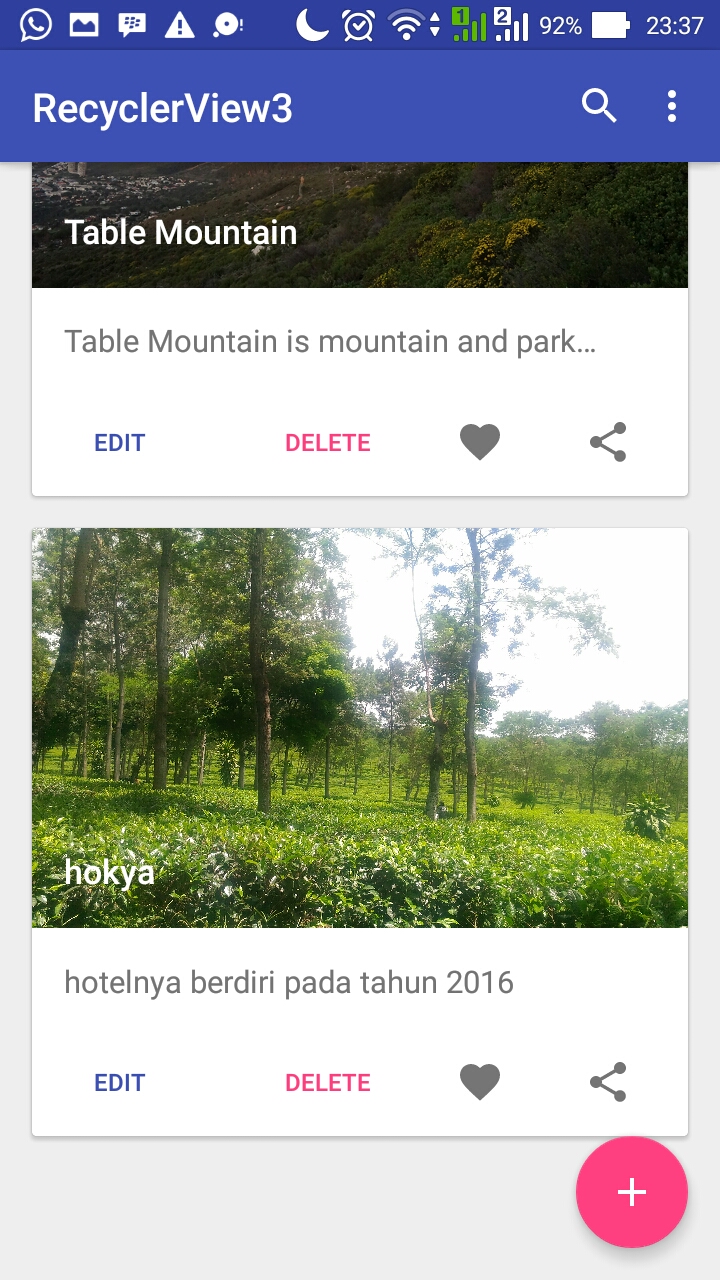 1 2 92% 23:37
RecyclerView3
Table Mountain
Table Mountain is mountain and park…
EDIT DELETE
hokya
hotelnya berdiri pada tahun 2016
EDIT DELETE